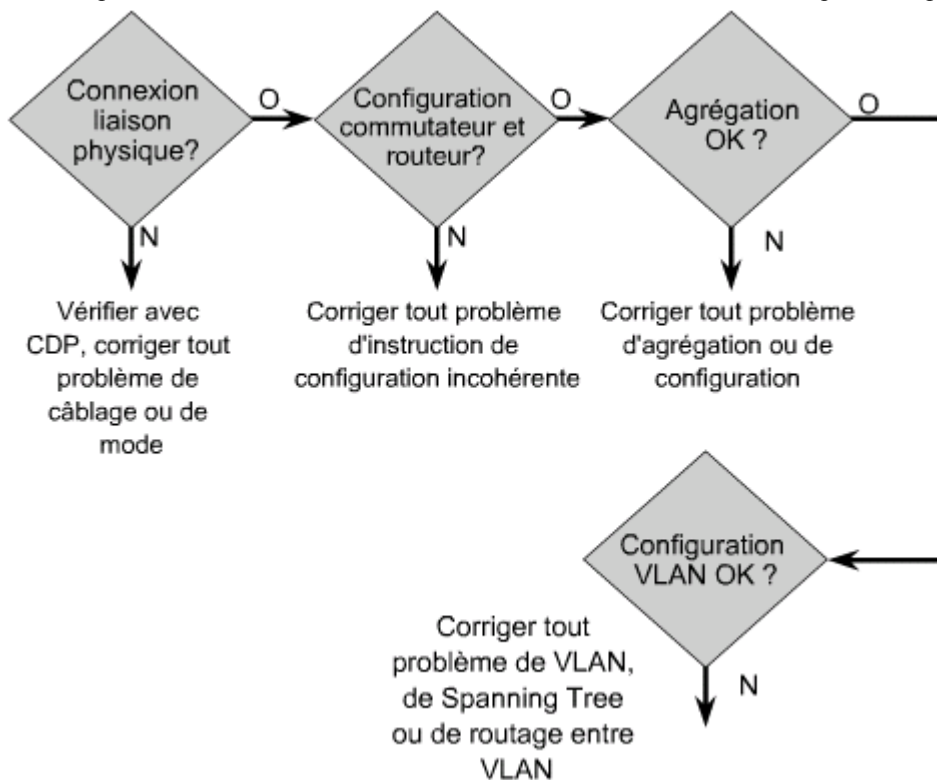 Connexion
liaison
physique?
O
Configuration
commutateur et
routeur?
O
Agrégation
OK ?
O
N
Vérifier avec
CDP, corriger tout
problème de
câblage ou de
mode
N
Corriger tout problème
d'instruction de
configuration incohérente
N
Corriger tout problème
d'agrégation ou de
configuration
Configuration
VLAN OK ?
N
Corriger tout
problème de VLAN,
de Spanning Tree
ou de routage entre
VLAN